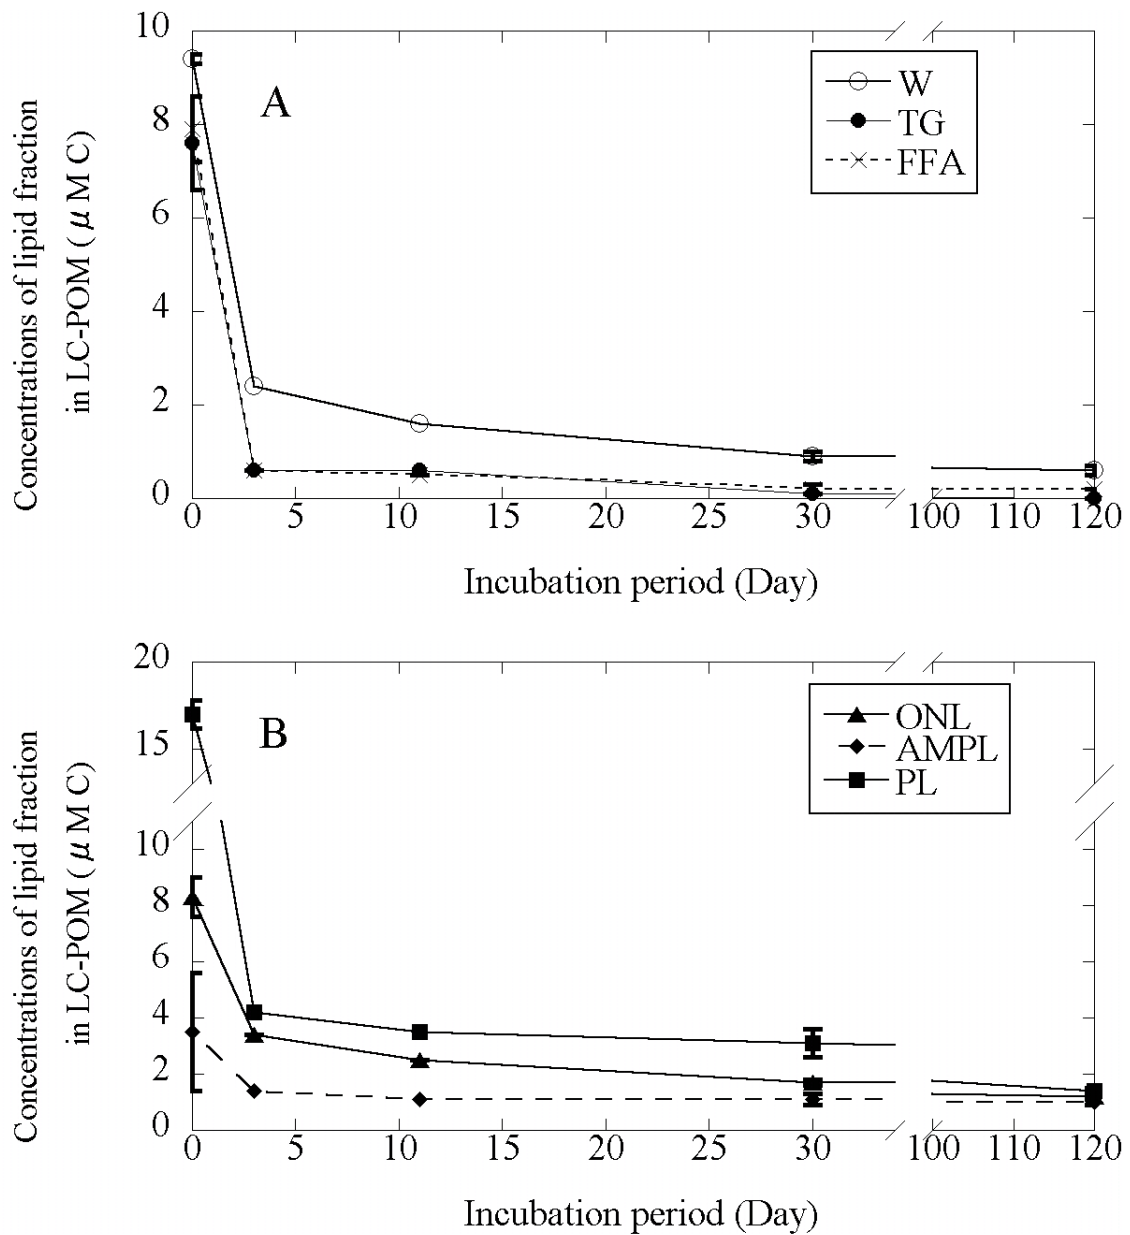 10
8
6
4
2
0
Concentrations of lipid fraction
in LC-POM ( μ M C)
A
W
TG
FFA
0 5 10 15 20 25 30 100 110 120
Incubation period (Day)
20
15
10
8
6
4
2
0
Concentrations of lipid fraction
in LC-POM ( μ M C)
B
ONL
AMPL
PL
0 5 10 15 20 25 30 100 110 120
Incubation period (Day)